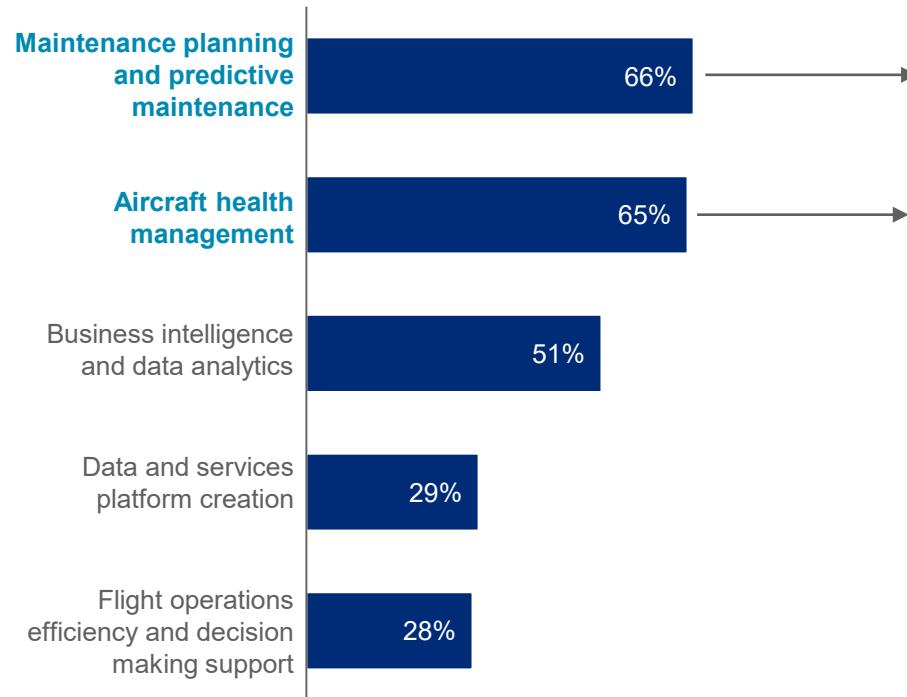 Maintenance planning
and predictive
maintenance
66%
Aircraft health
management
65%
Business intelligence
and data analytics
51%
Data and services
platform creation
29%
Flight operations
efficiency and decision
making support
28%